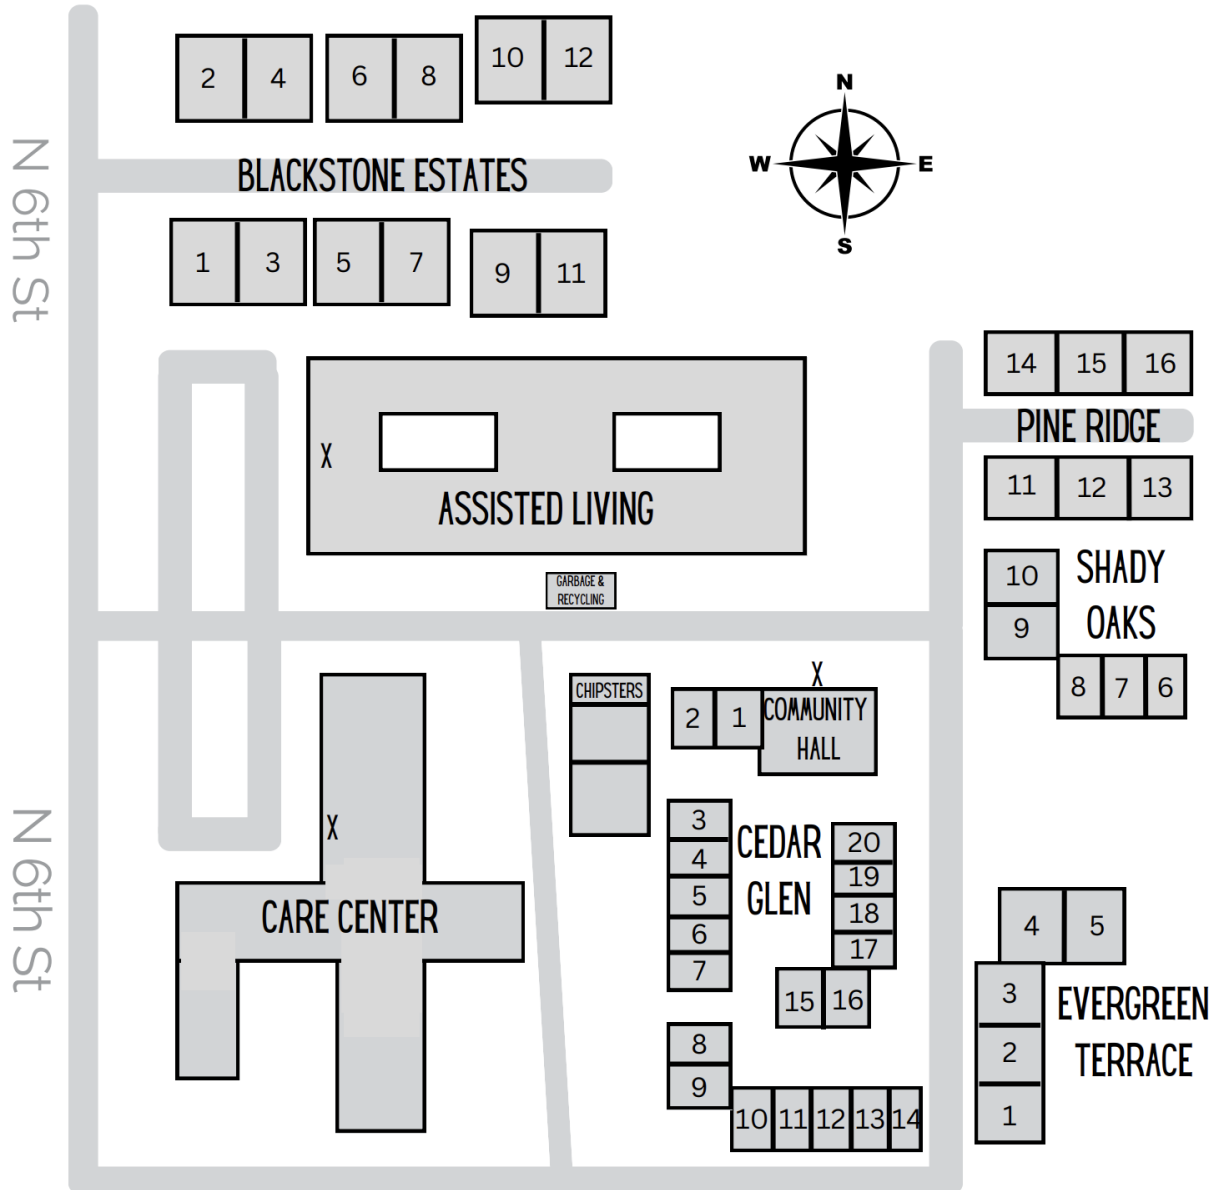 2 4 6 8 10 12
N
W E
S
N 6th St
BLACKSTONE ESTATES
1 3 5 7 9 11
14 15 16
PINE RIDGE
11 12 13
X
ASSISTED LIVING
GARBAGE &
RECYCLING
10
9
SHADY
OAKS
8 7 6
CHIPSTERS
X
2 1
COMMUNITY
HALL
N 6th St
X
CARE CENTER
3
4
5
6
7
CEDAR
GLEN
20
19
18
17
15 16
8
9
10 11 12 13 14
4 5
3
2
1
EVERGREEN
TERRACE